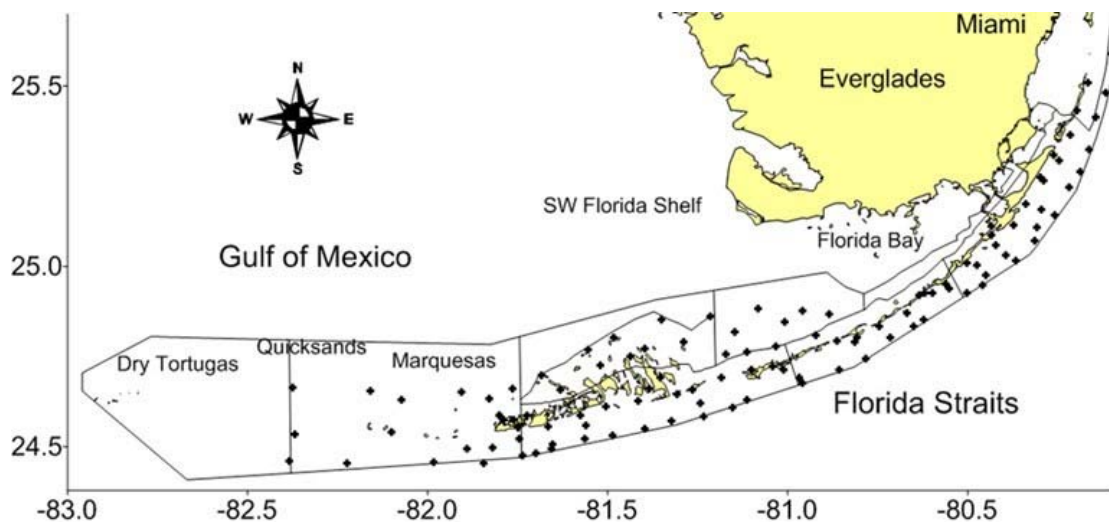 Miami
25.5
Everglades
N
W E
S
SW Florida Shelf
Florida Bay
Gulf of Mexico
25.0
Quicksands
Dry Tortugas
Marquesas
Florida Straits
24.5
-83.0 -82.5 -82.0 -81.5 -81.0 -80.5